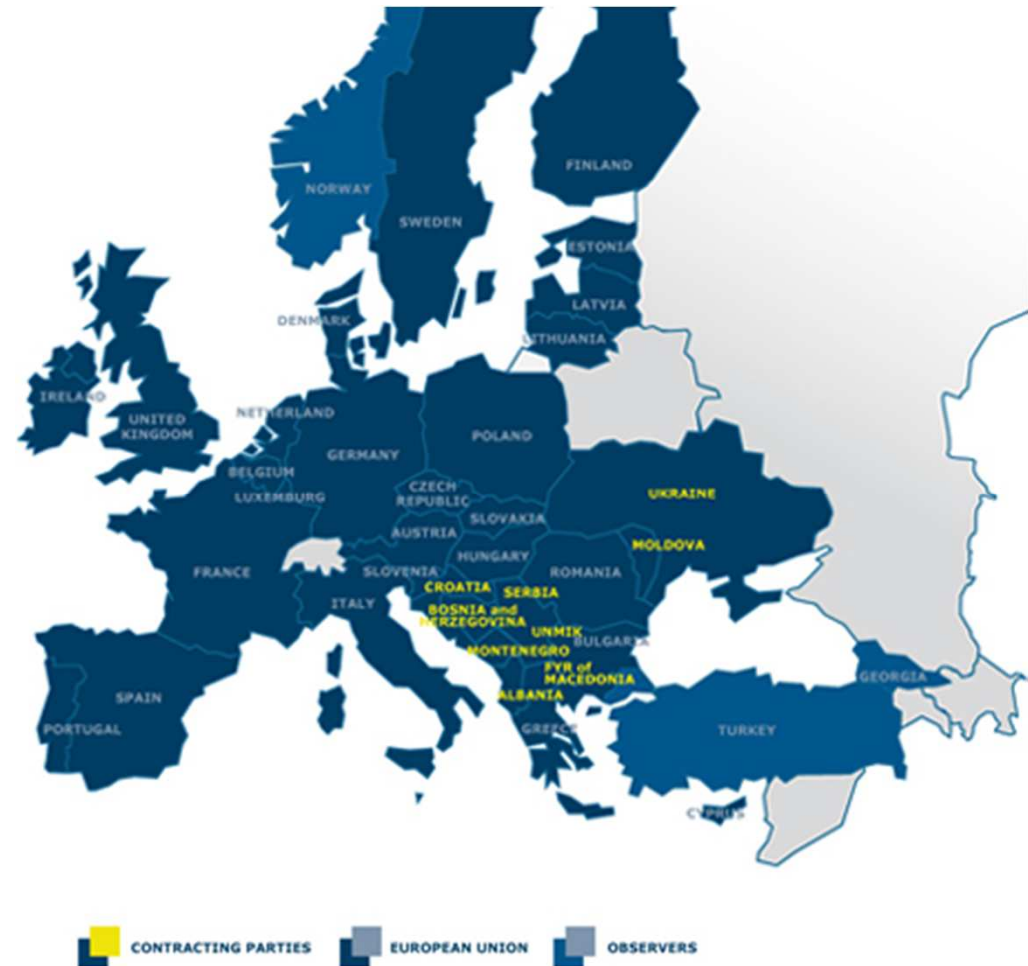 FINLAND
NORWAY
SWEDEN
ESTONIA
LATVIA
DENMARK
LITHUANIA
IRELAND
NETHERLAND
UNITED
KINGDOM
POLAND
GERMANY
BELGIUM
CZECH
REPUBLIC
UKRAINE
LUXEMBURG
SLOVAKIA
AUSTRIA
MOLDOVA
HUNGARY
FRANCE
SLOVENIA
ROMANIA
CROATIA
SERBIA
ITALY
BOSNIA and
HERZEGOVINA
UNMIK
BULGARIA
MONTENEGRO
FYR of
MACEDONIA
GEORGIA
ALBANIA
SPAIN
PORTUGAL
GREECE
TURKEY
CYPRUS
CONTRACTING PARTIES
EUROPEAN UNION
OBSERVERS